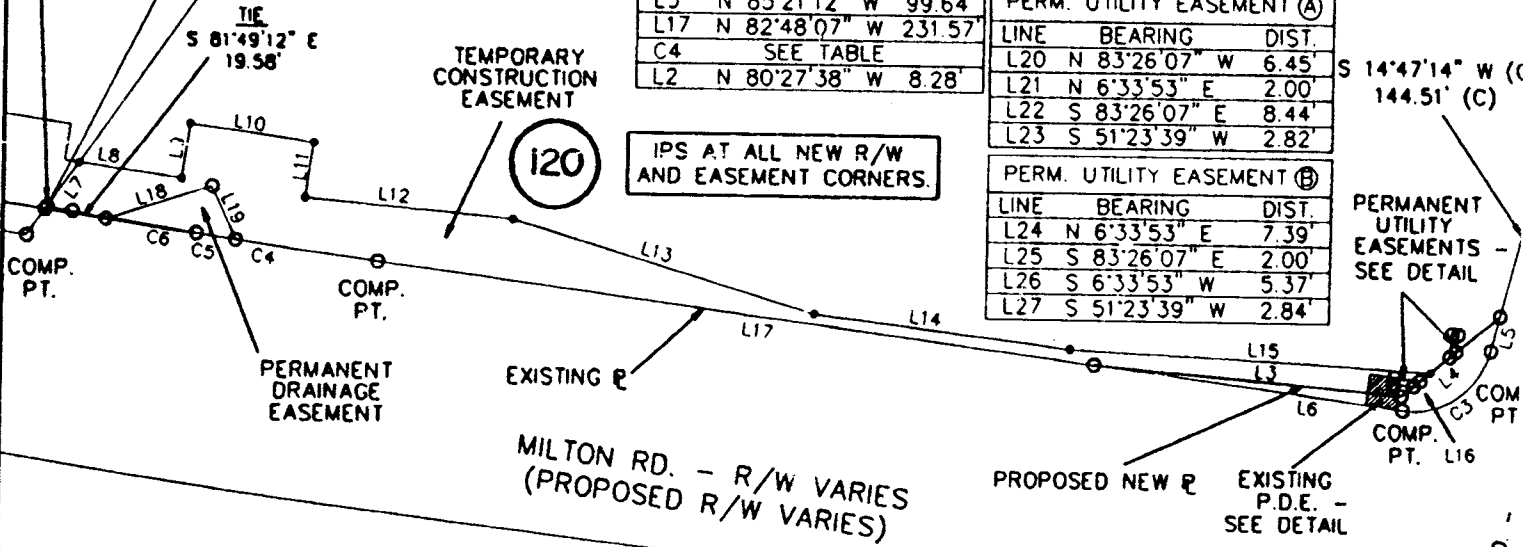 TIE
S 81°49'12" E
19.58'
TEMPORARY
CONSTRUCTION
EASEMENT
N 85°21'12" W 99.64'
L17 N 82°48'07" W 231.57'
C4 SEE TABLE
L2 N 80°27'38" W 8.28'
PERM. UTILITY EASEMENT Ⓐ
LINE BEARING DIST.
L20 N 83°26'07" W 6.45'
L21 N 6°33'53" E 2.00'
L22 S 83°26'07" E 8.44'
L23 S 51°23'39" W 2.82'
S 14°47'14" W
144.51' (C)
120
IPS AT ALL NEW R/W
AND EASEMENT CORNERS.
PERM. UTILITY EASEMENT Ⓑ
LINE BEARING DIST.
L24 N 6°33'53" E 7.39'
L25 S 83°26'07" E 2.00'
L26 S 6°33'53" W 5.37'
L27 S 51°23'39" W 2.84'
PERMANENT
UTILITY
EASEMENTS -
SEE DETAIL
L8
L10
L11
L7
L18
L19
L12
L13
C6
C5
C4
COMP.
PT.
COMP.
PT.
L17
L14
L15
L3
L6
L4
L5
C3
COM
PT
COMP.
PT.
L16
PERMANENT
DRAINAGE
EASEMENT
EXISTING ⅊
MILTON RD. - R/W VARIES
(PROPOSED R/W VARIES)
PROPOSED NEW ⅊
EXISTING
P.D.E. -
SEE DETAIL